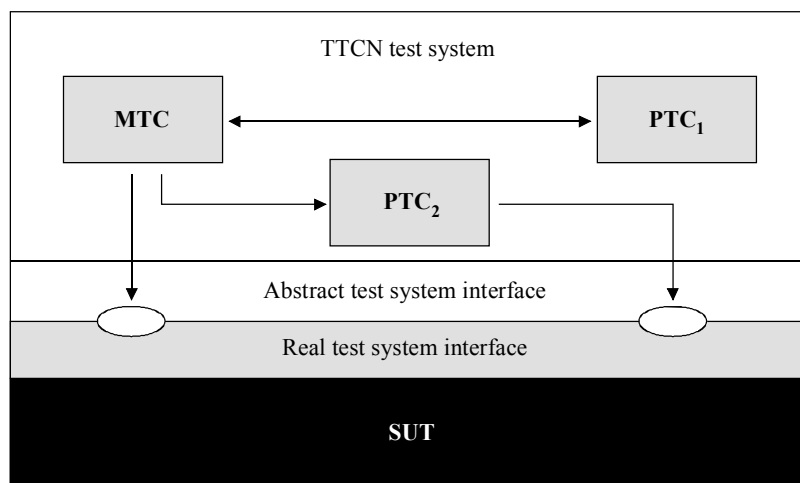 TTCN test system
MTC
PTC₁
PTC₂
Abstract test system interface
Real test system interface
SUT